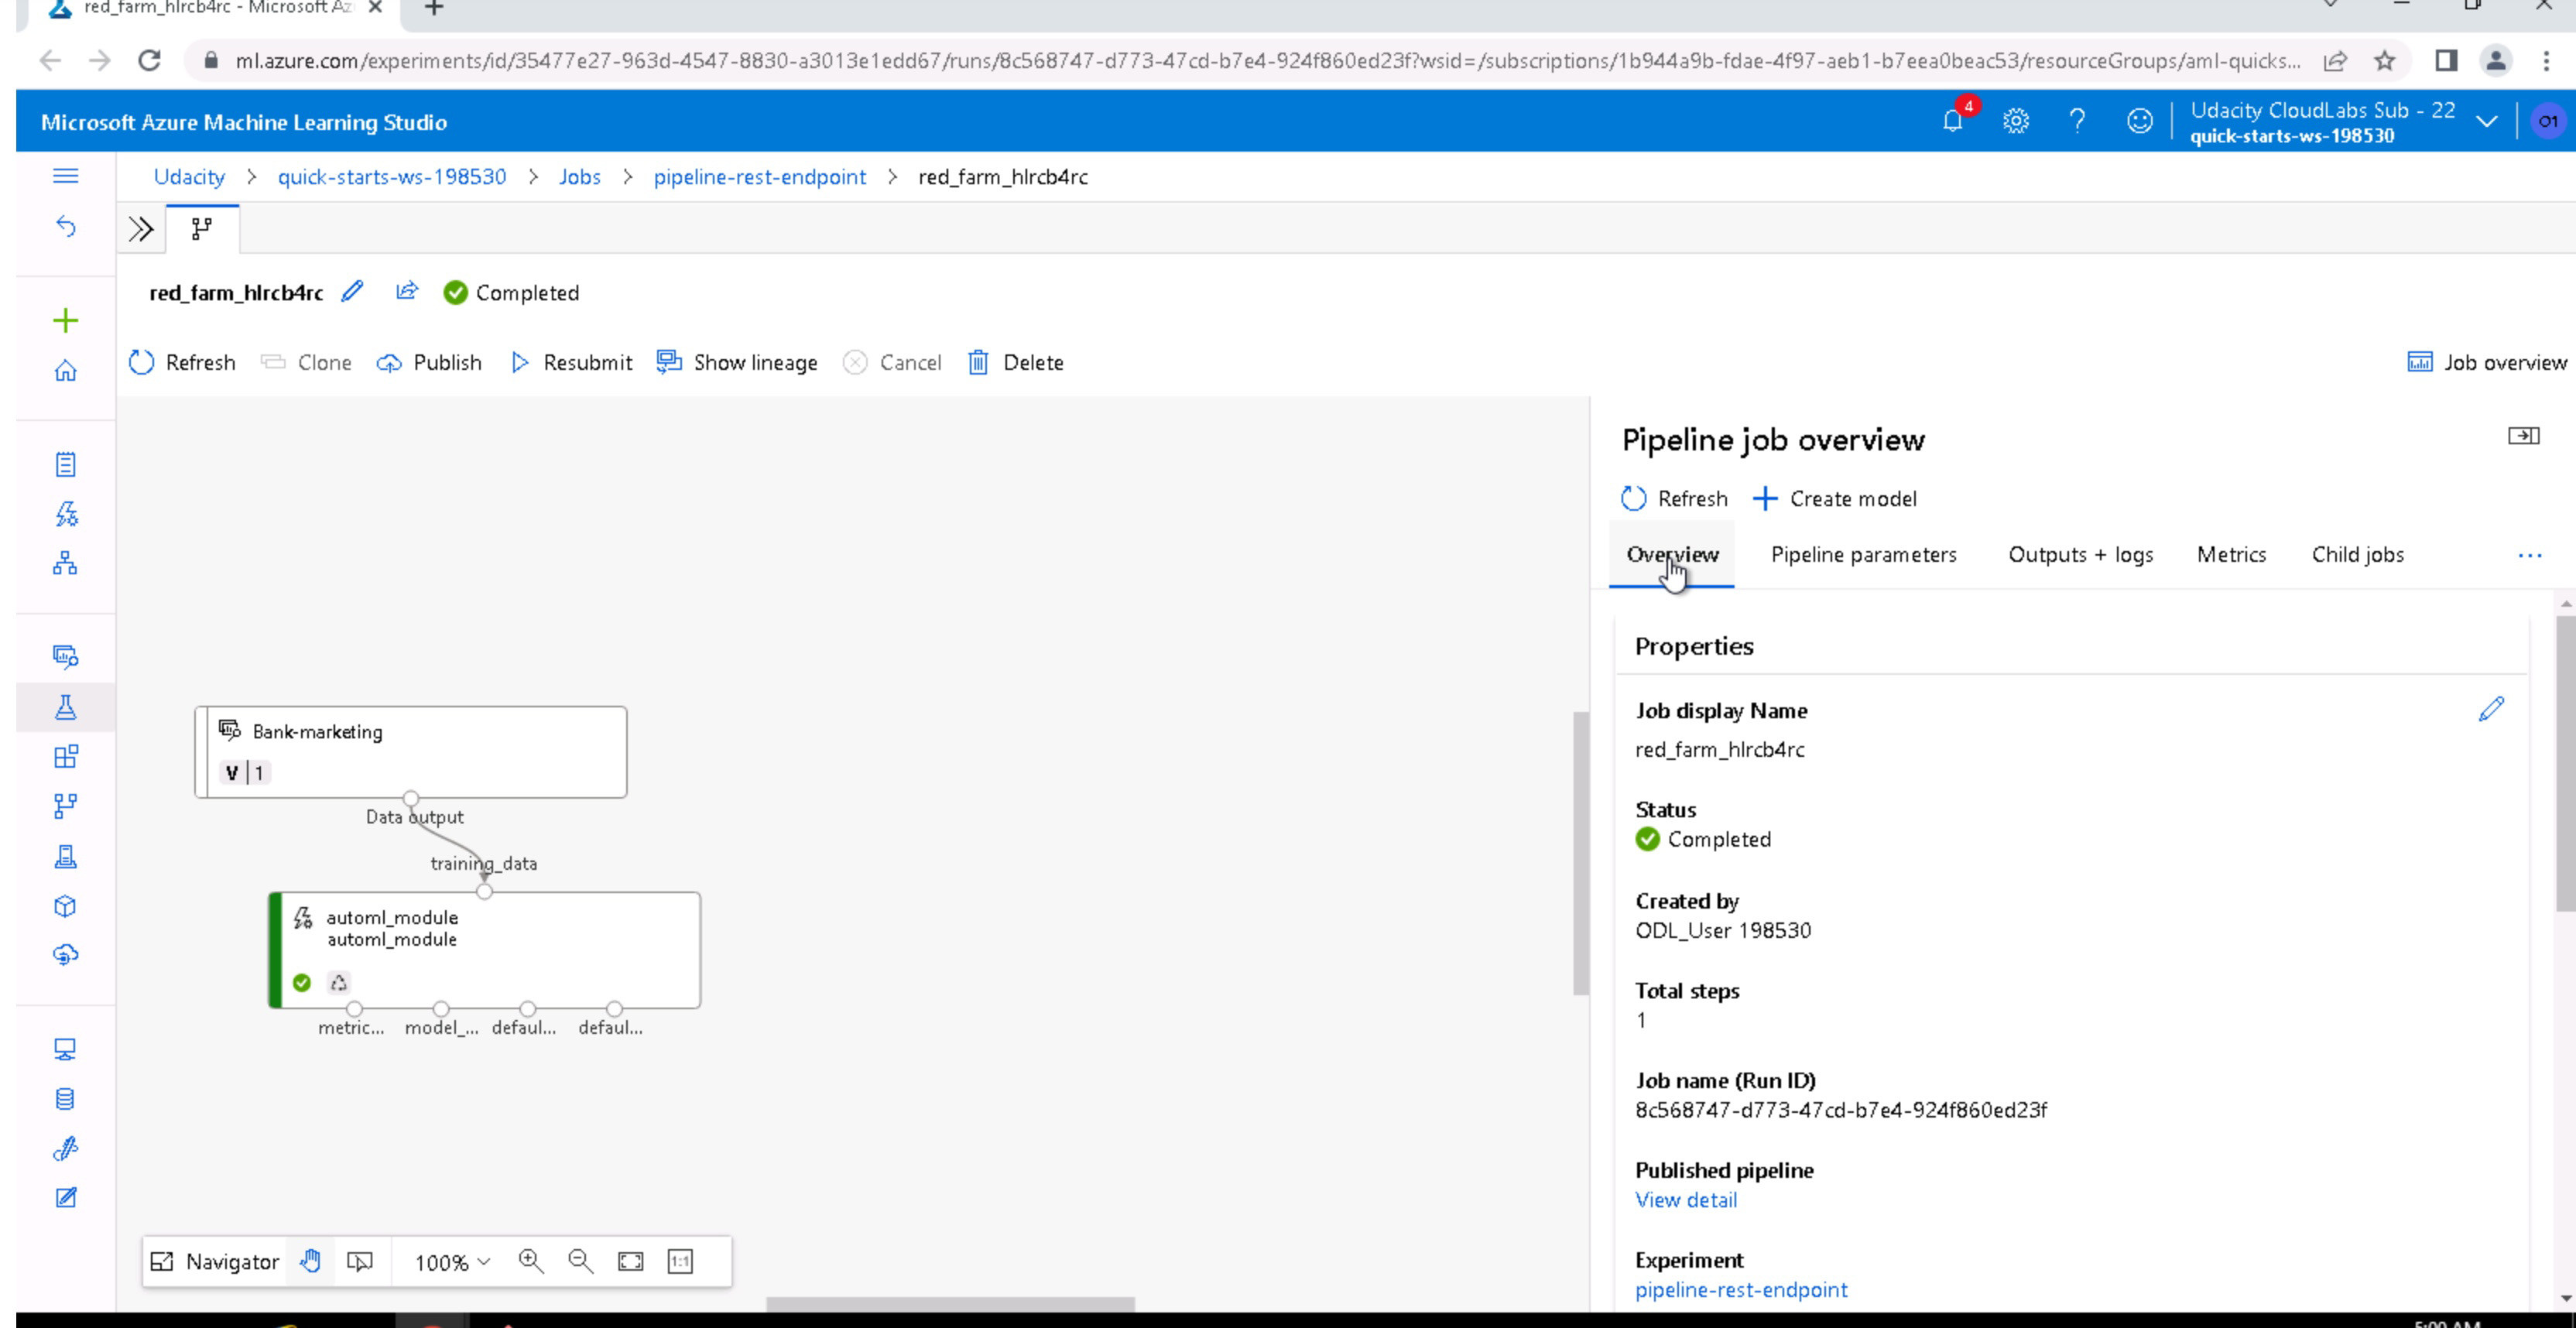 red_farm_hlrcb4rc - Microsoft Az
ml.azure.com/experiments/id/35477e27-963d-4547-8830-a3013e1edd67/runs/8c568747-d773-47cd-b7e4-924f860ed23f?wsid=/subscriptions/1b944a9b-fdae-4f97-aeb1-b7eea0beac53/resourceGroups/aml-quicks...
Microsoft Azure Machine Learning Studio
4
Udacity CloudLabs Sub - 22
quick-starts-ws-198530
O1
Udacity > quick-starts-ws-198530 > Jobs > pipeline-rest-endpoint > red_farm_hlrcb4rc
red_farm_hlrcb4rc Completed
Refresh Clone Publish Resubmit Show lineage Cancel Delete Job overview
Bank-marketing
V | 1
Data output
training_data
automl_module
automl_module
metric... model_... defaul... defaul...
Navigator 100% 1:1
Pipeline job overview
Refresh Create model
Overview Pipeline parameters Outputs + logs Metrics Child jobs ...
Properties
Job display Name
red_farm_hlrcb4rc
Status
Completed
Created by
ODL_User 198530
Total steps
1
Job name (Run ID)
8c568747-d773-47cd-b7e4-924f860ed23f
Published pipeline
View detail
Experiment
pipeline-rest-endpoint
5:00 AM